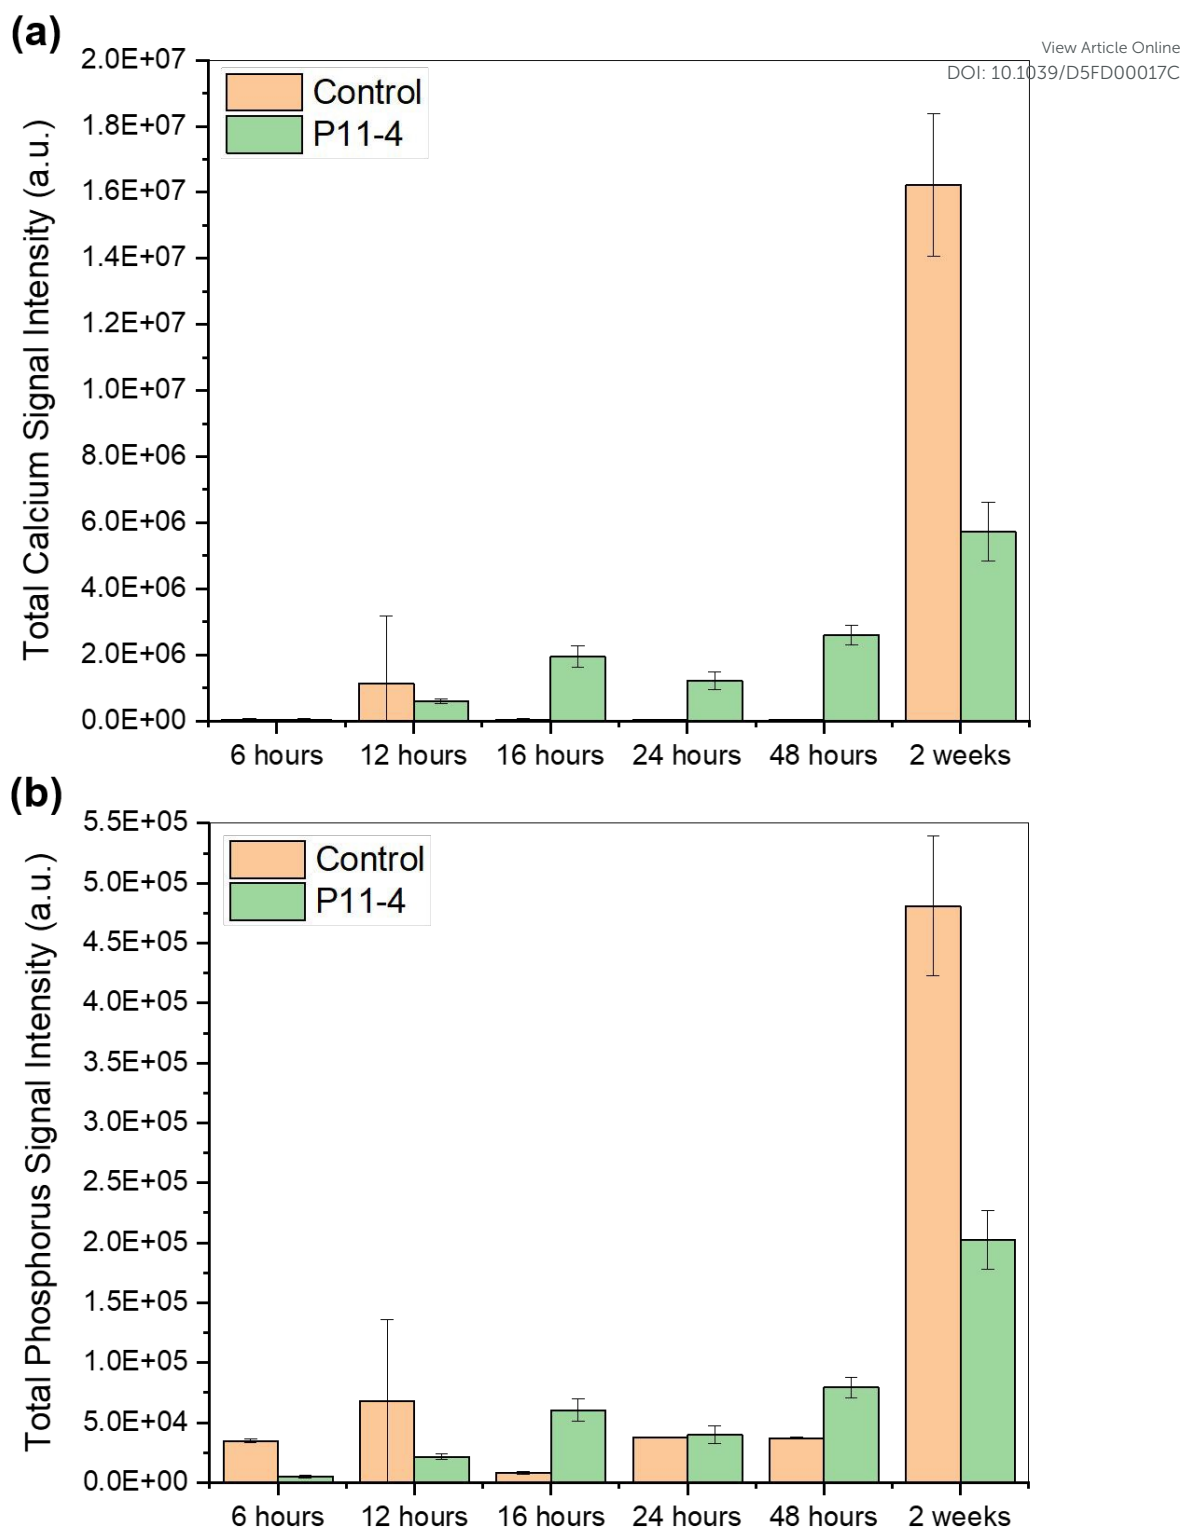 (a)
View Article Online
DOI: 10.1039/D5FD00017C
Total Calcium Signal Intensity (a.u.)
2.0E+07
1.8E+07
1.6E+07
1.4E+07
1.2E+07
1.0E+07
8.0E+06
6.0E+06
4.0E+06
2.0E+06
0.0E+00
Control
P11-4
6 hours 12 hours 16 hours 24 hours 48 hours 2 weeks
(b)
Total Phosphorus Signal Intensity (a.u.)
5.5E+05
5.0E+05
4.5E+05
4.0E+05
3.5E+05
3.0E+05
2.5E+05
2.0E+05
1.5E+05
1.0E+05
5.0E+04
0.0E+00
Control
P11-4
6 hours 12 hours 16 hours 24 hours 48 hours 2 weeks